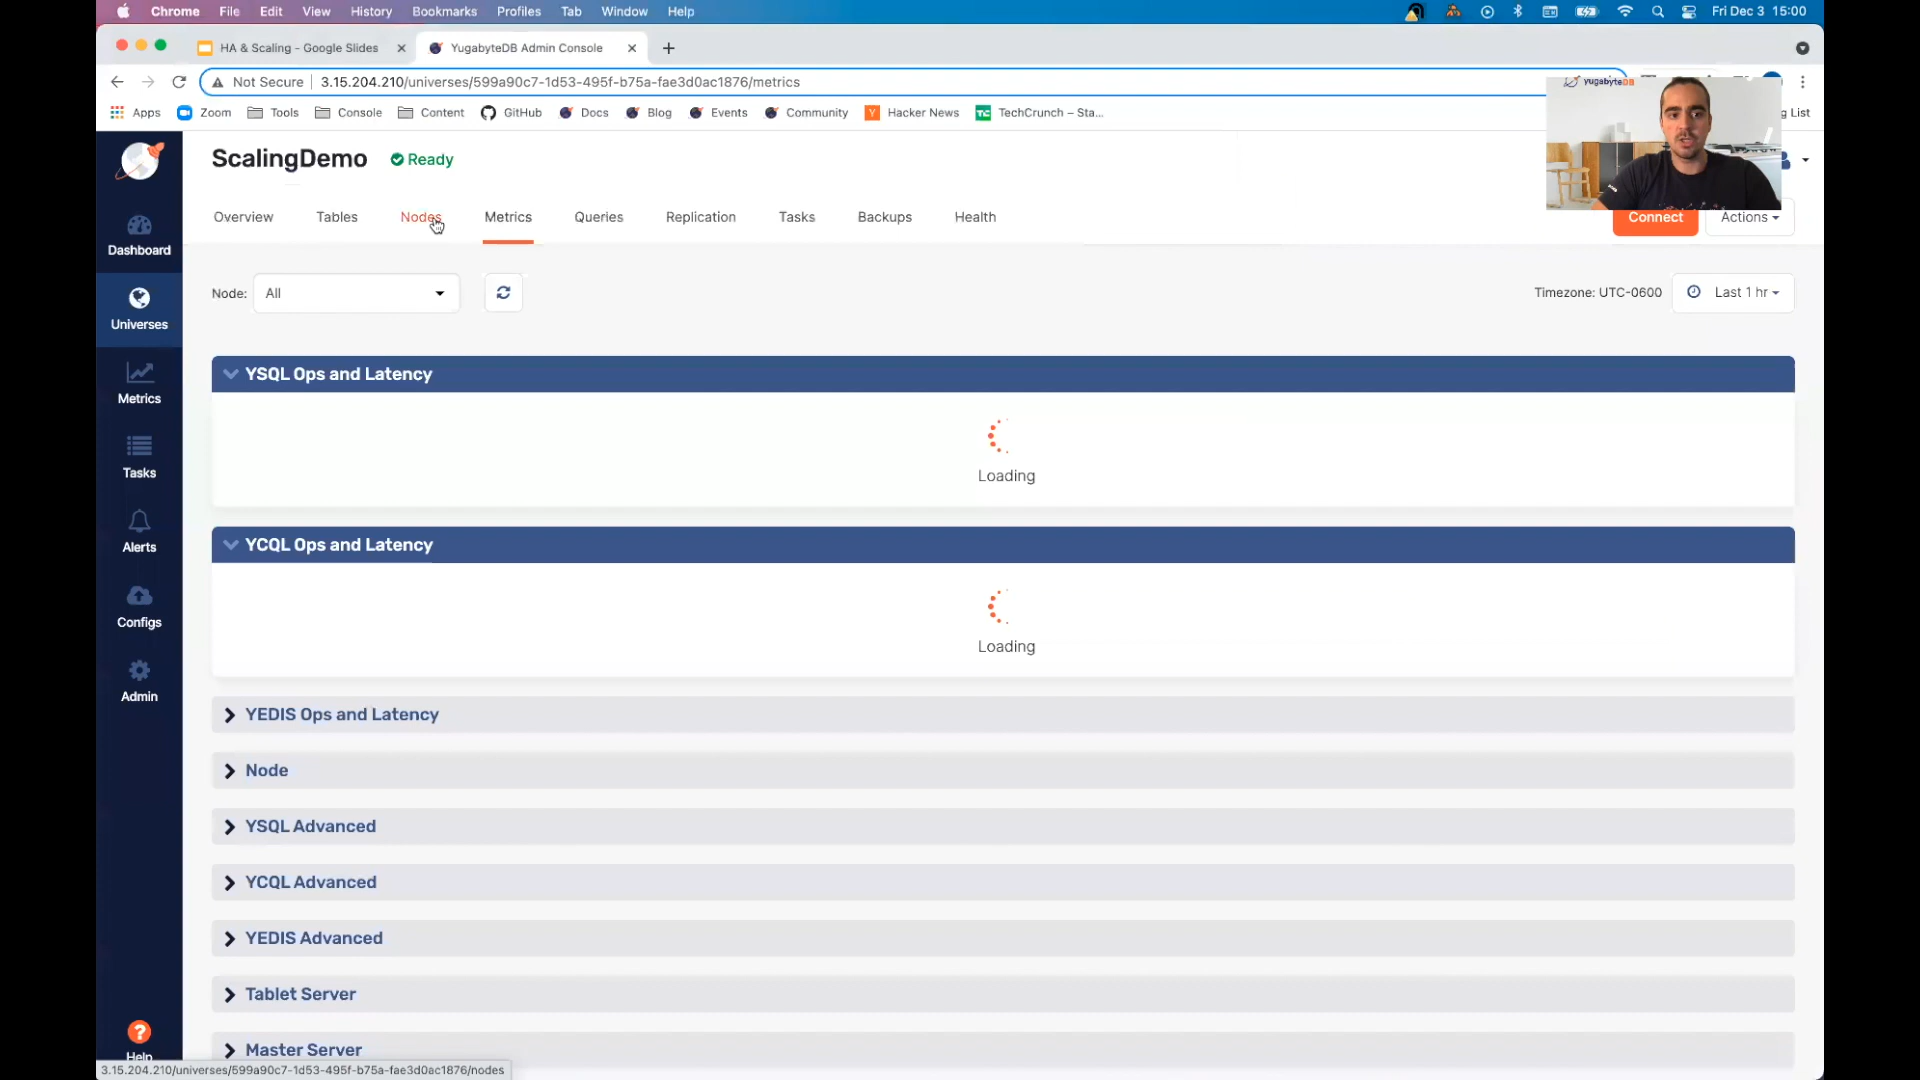 Chrome File Edit View History Bookmarks Profiles Tab Window Help Fri Dec 3 15:00
HA & Scaling - Google Slides YugabyteDB Admin Console
Not Secure 3.15.204.210/universes/599a90c7-1d53-495f-b75a-fae3d0ac1876/metrics
yugabyteDB
Apps Zoom Tools Console Content GitHub Docs Blog Events Community Hacker News TechCrunch – Sta... List
ScalingDemo Ready
Overview Tables Nodes Metrics Queries Replication Tasks Backups Health Connect Actions
Dashboard
Universes
Metrics
Tasks
Alerts
Configs
Admin
Help
Node: All Timezone: UTC-0600 Last 1 hr
YSQL Ops and Latency
Loading
YCQL Ops and Latency
Loading
YEDIS Ops and Latency
Node
YSQL Advanced
YCQL Advanced
YEDIS Advanced
Tablet Server
Master Server
3.15.204.210/universes/599a90c7-1d53-495f-b75a-fae3d0ac1876/nodes